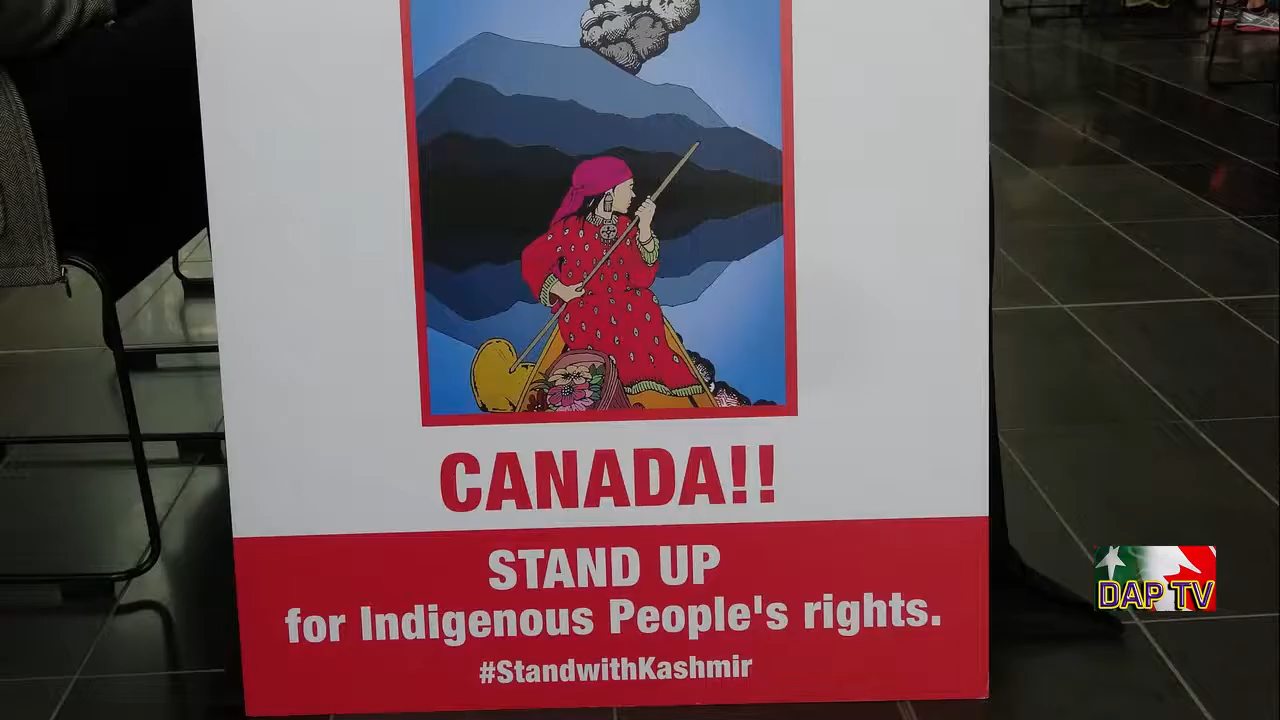 CANADA!!
STAND UP
for Indigenous People's rights.
#StandwithKashmir
DAP TV